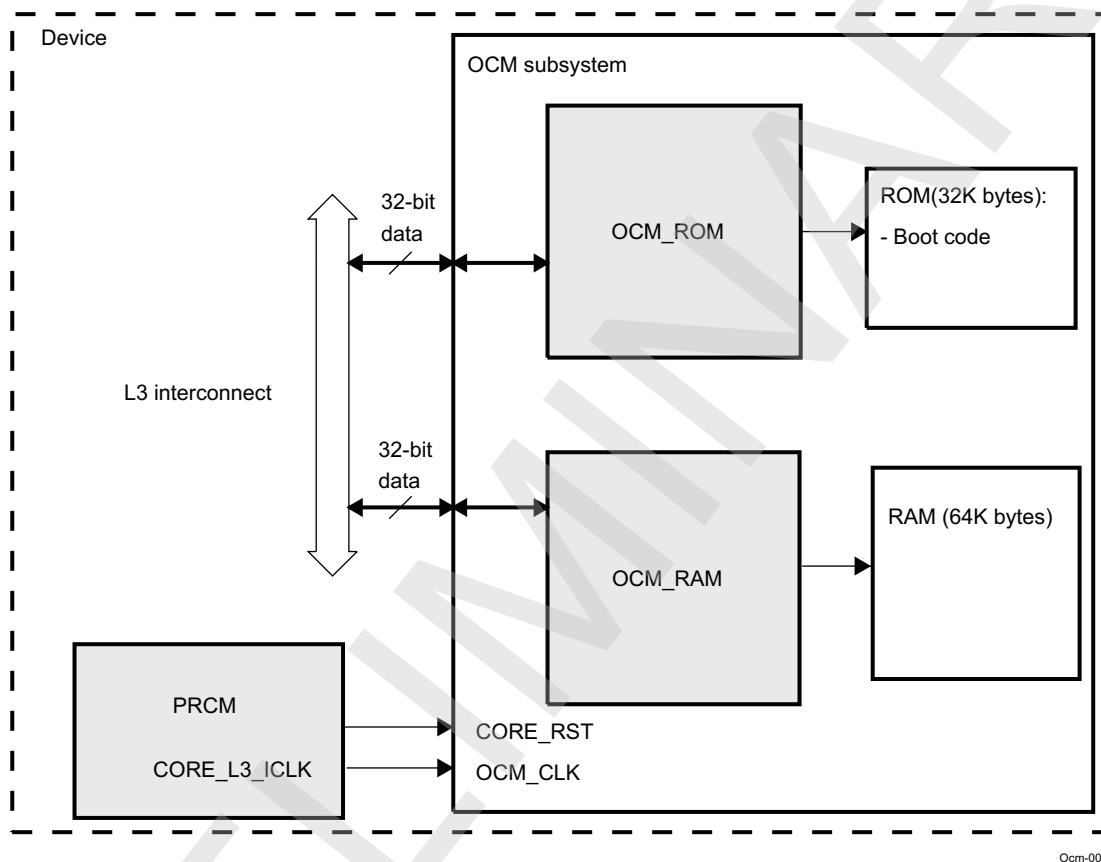 Device
OCM subsystem
32-bit
data
OCM_ROM
ROM(32K bytes):
- Boot code
L3 interconnect
32-bit
data
OCM_RAM
RAM (64K bytes)
PRCM
CORE_RST
CORE_L3_ICLK
OCM_CLK
Ocm-00